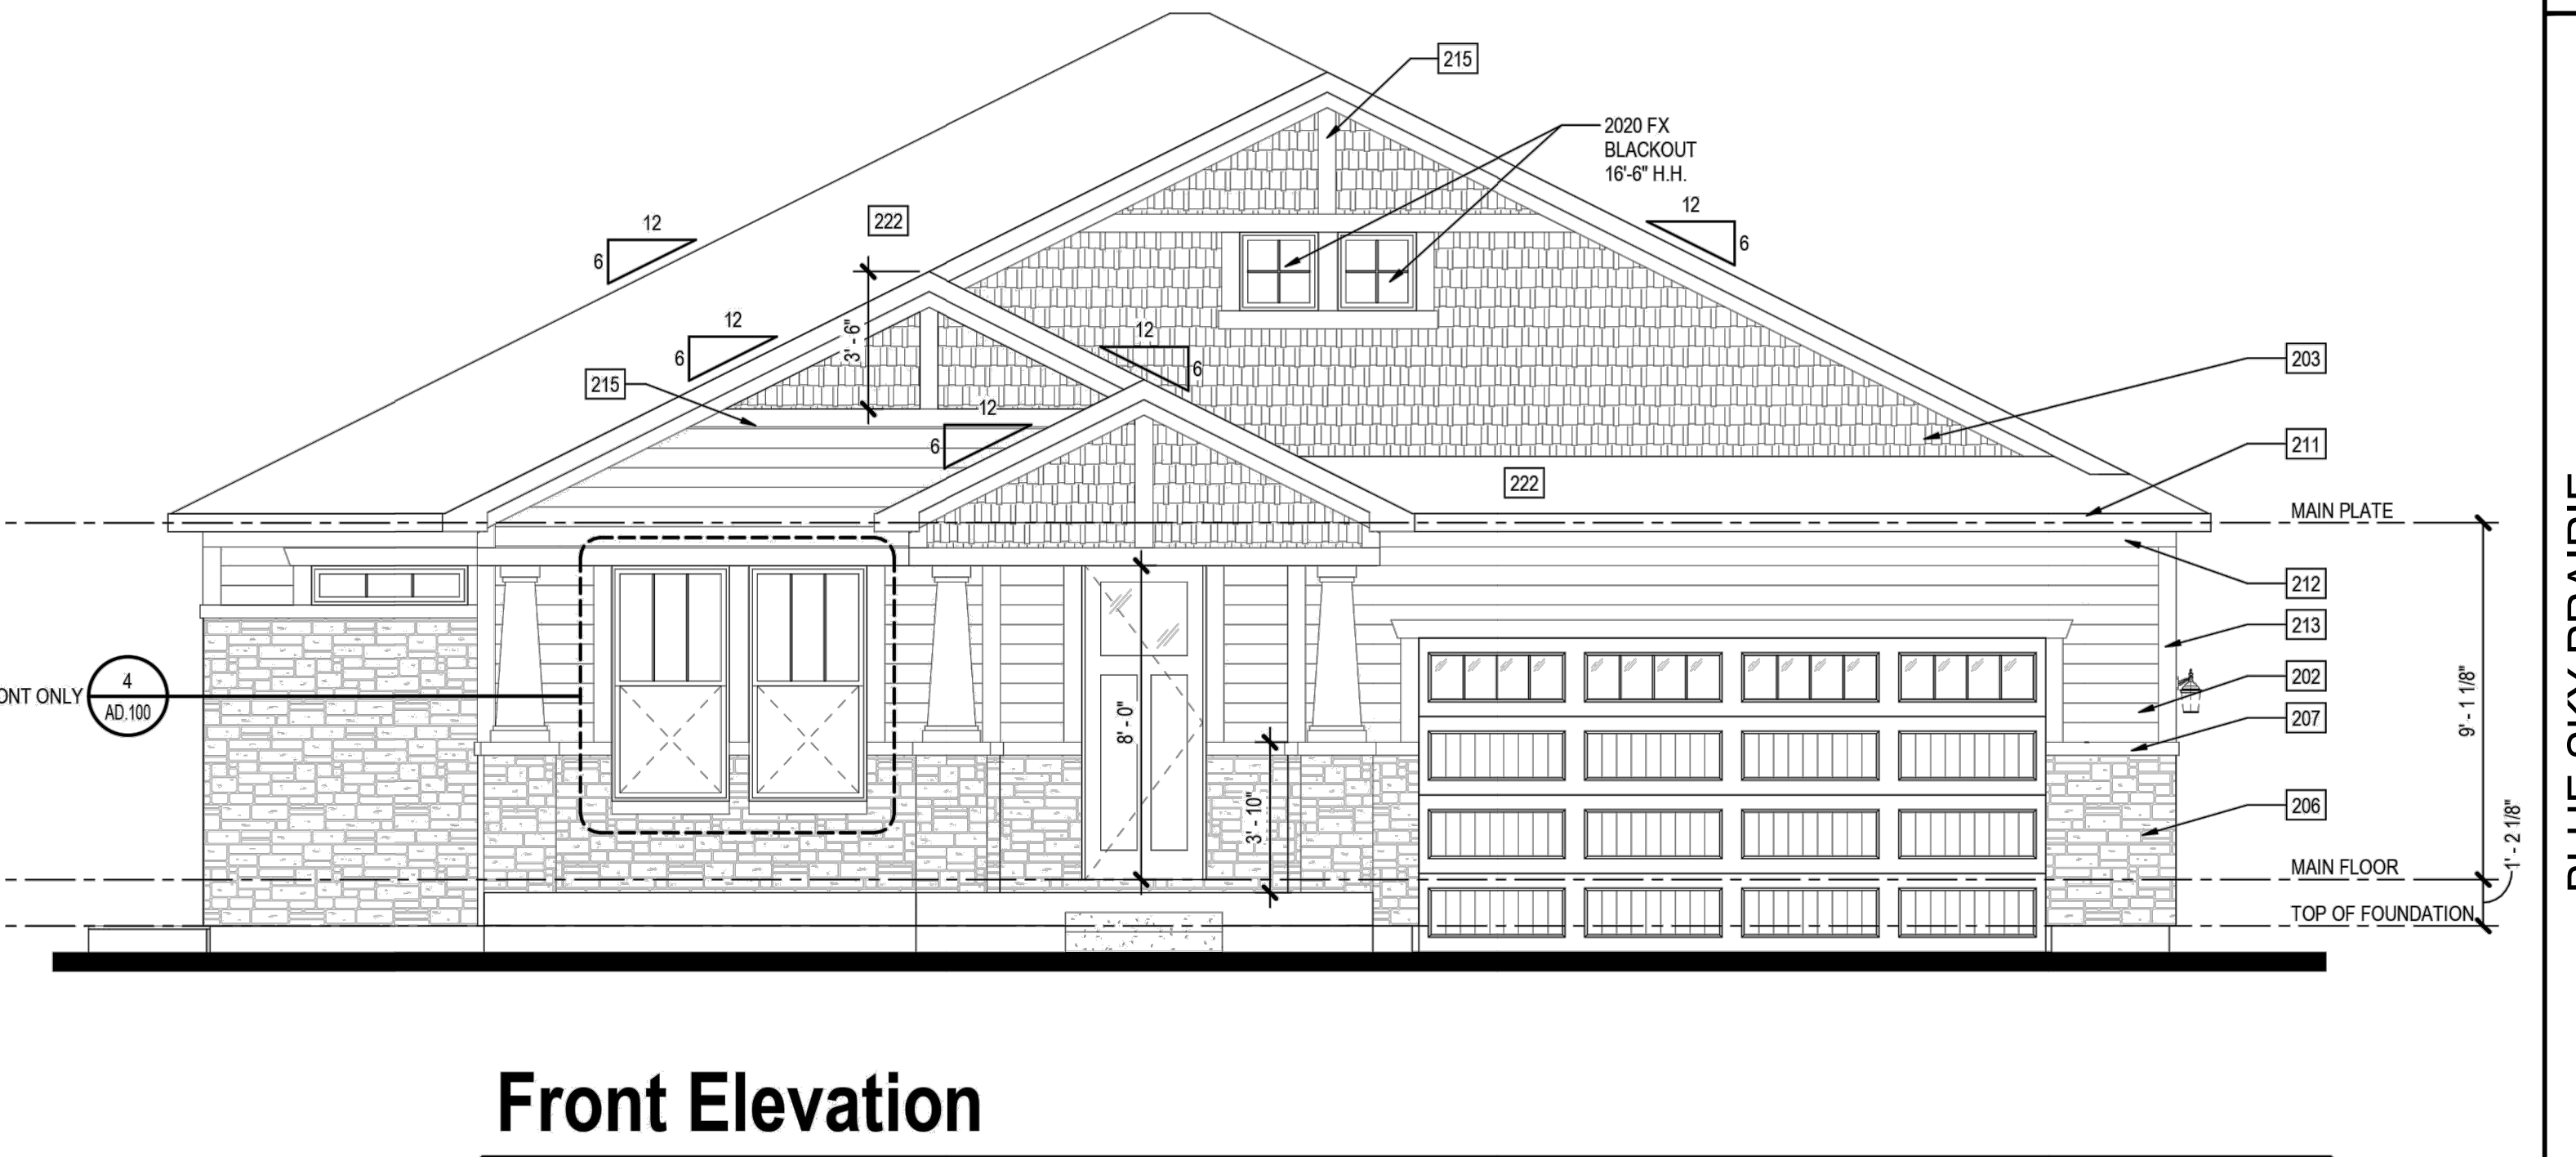 215
2020 FX
BLACKOUT
16'-6" H.H.
12
6
222
12
6
3' - 6"
12
6
12
6
215
12
6
203
211
222
MAIN PLATE
212
213
202
207
206
4
AD.100
ONT ONLY
8' - 0"
3' - 10"
9' - 1 1/8"
1' - 2 1/8"
MAIN FLOOR
TOP OF FOUNDATION
Front Elevation